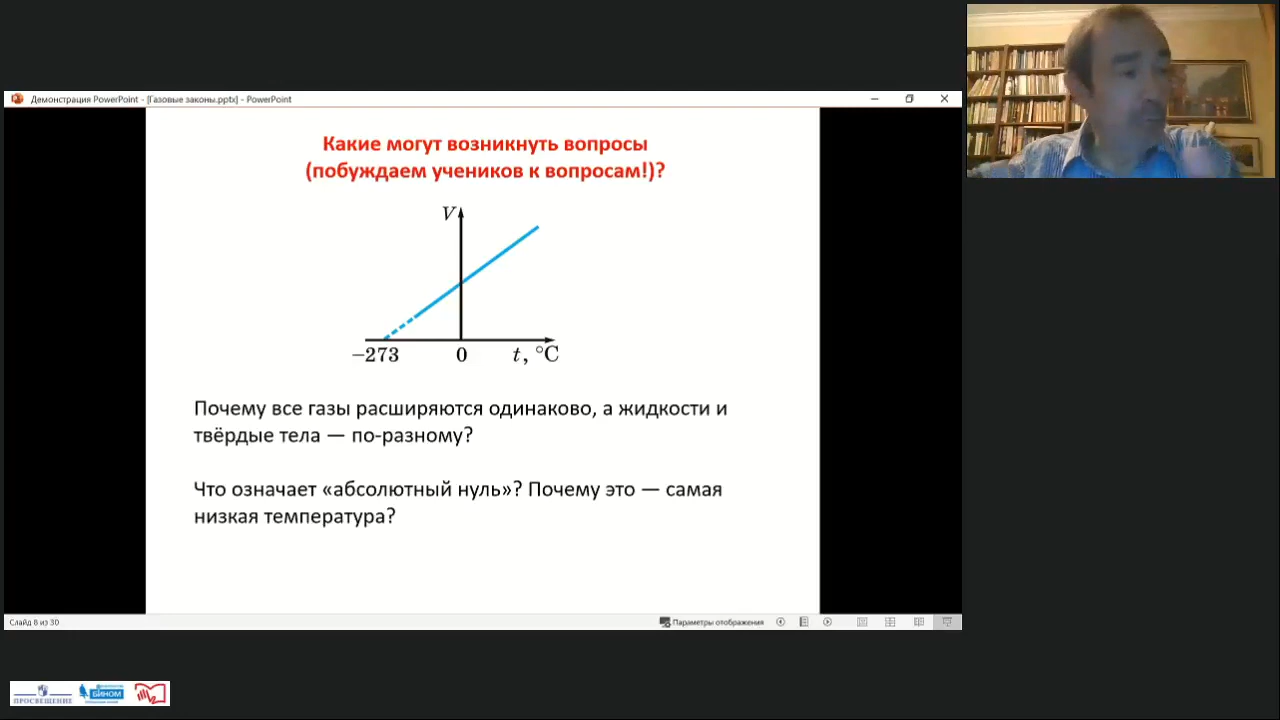 Демонстрация PowerPoint - [Газовые законы.pptx] - PowerPoint
Какие могут возникнуть вопросы
(побуждаем учеников к вопросам!)?
V
−273
0
t, °C
Почему все газы расширяются одинаково, а жидкости и
твёрдые тела — по-разному?
Что означает «абсолютный нуль»? Почему это — самая
низкая температура?
Слайд 8 из 30
Параметры отображения
ПРОСВЕЩЕНИЕ
БИНОМ